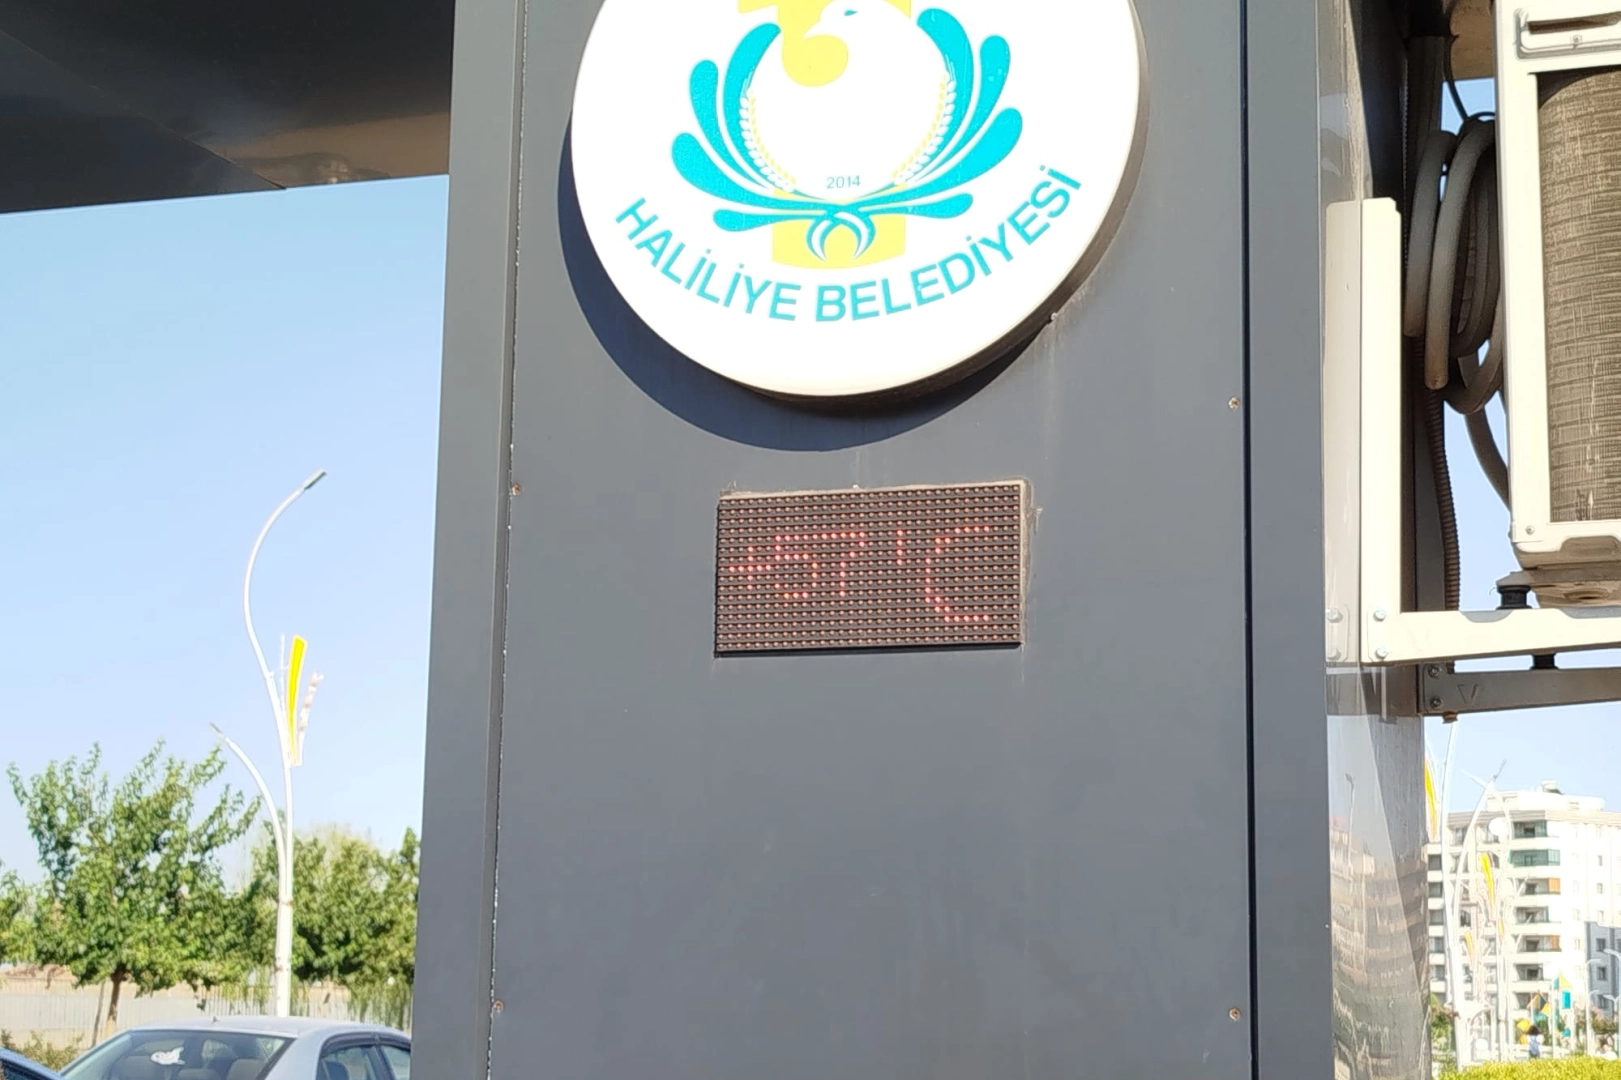 2014
HALİLİYE BELEDİYESİ
+57 °C